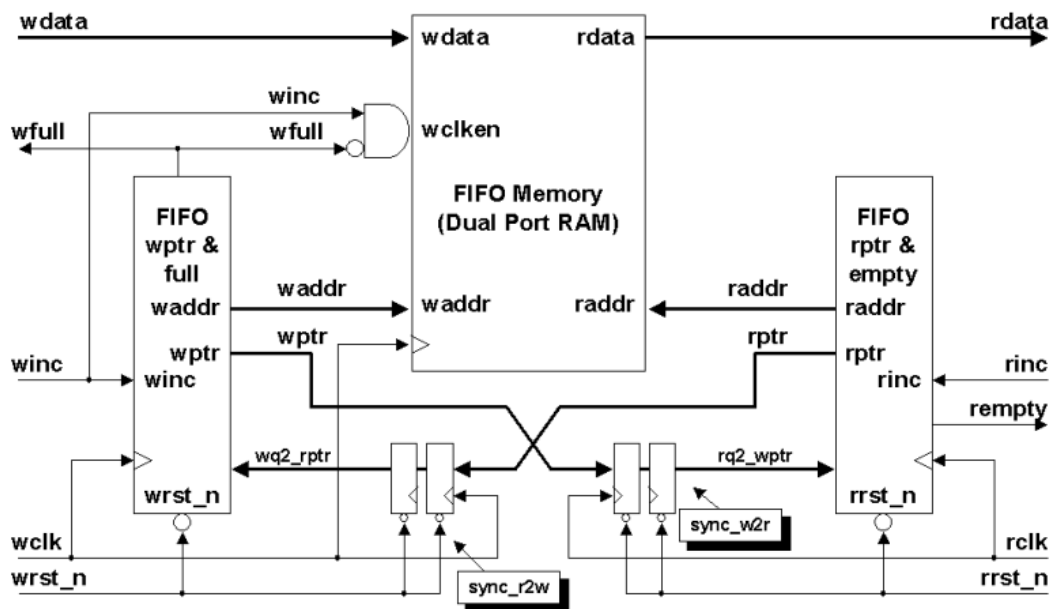 wdata
wdata
rdata
rdata
winc
wfull
wfull
wclken
FIFO Memory
(Dual Port RAM)
FIFO
wptr &
full
FIFO
rptr &
empty
waddr
waddr
waddr
raddr
raddr
raddr
wptr
wptr
rptr
rptr
winc
winc
rinc
rinc
rempty
wq2_rptr
rq2_wptr
wrst_n
rrst_n
sync_w2r
wclk
rclk
wrst_n
sync_r2w
rrst_n